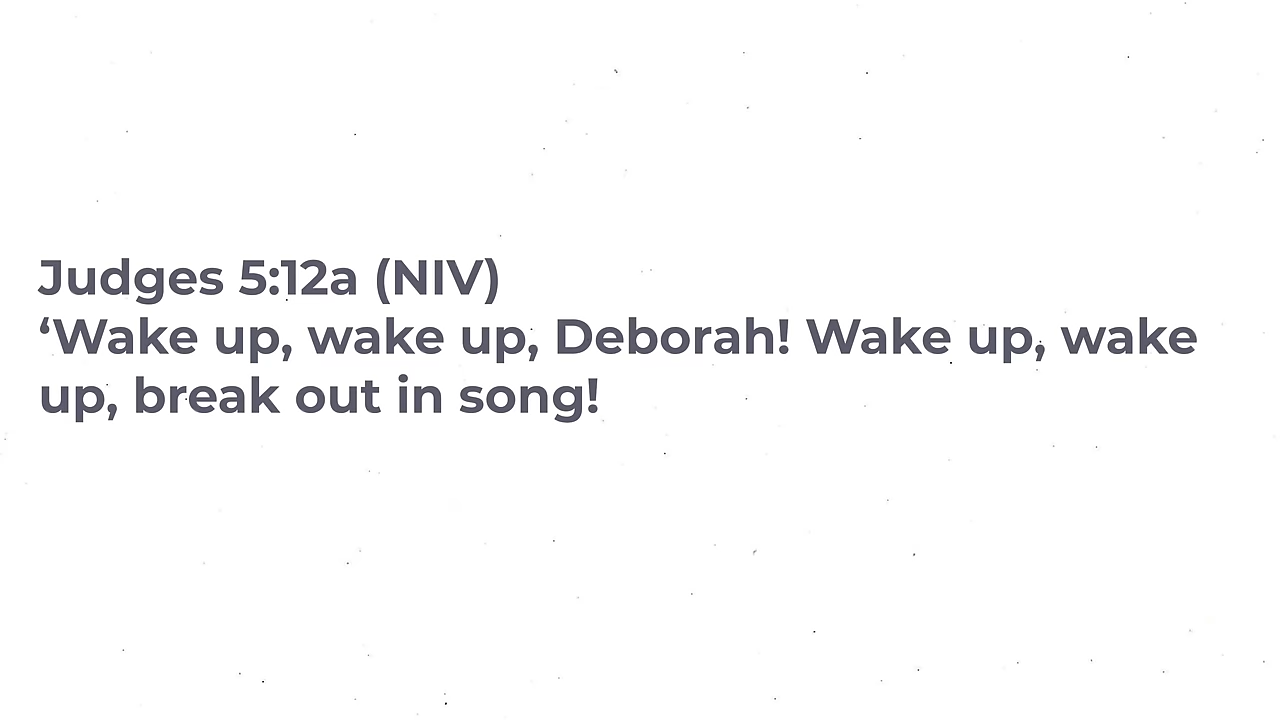 Judges 5:12a (NIV)
‘Wake up, wake up, Deborah! Wake up, wake
up, break out in song!